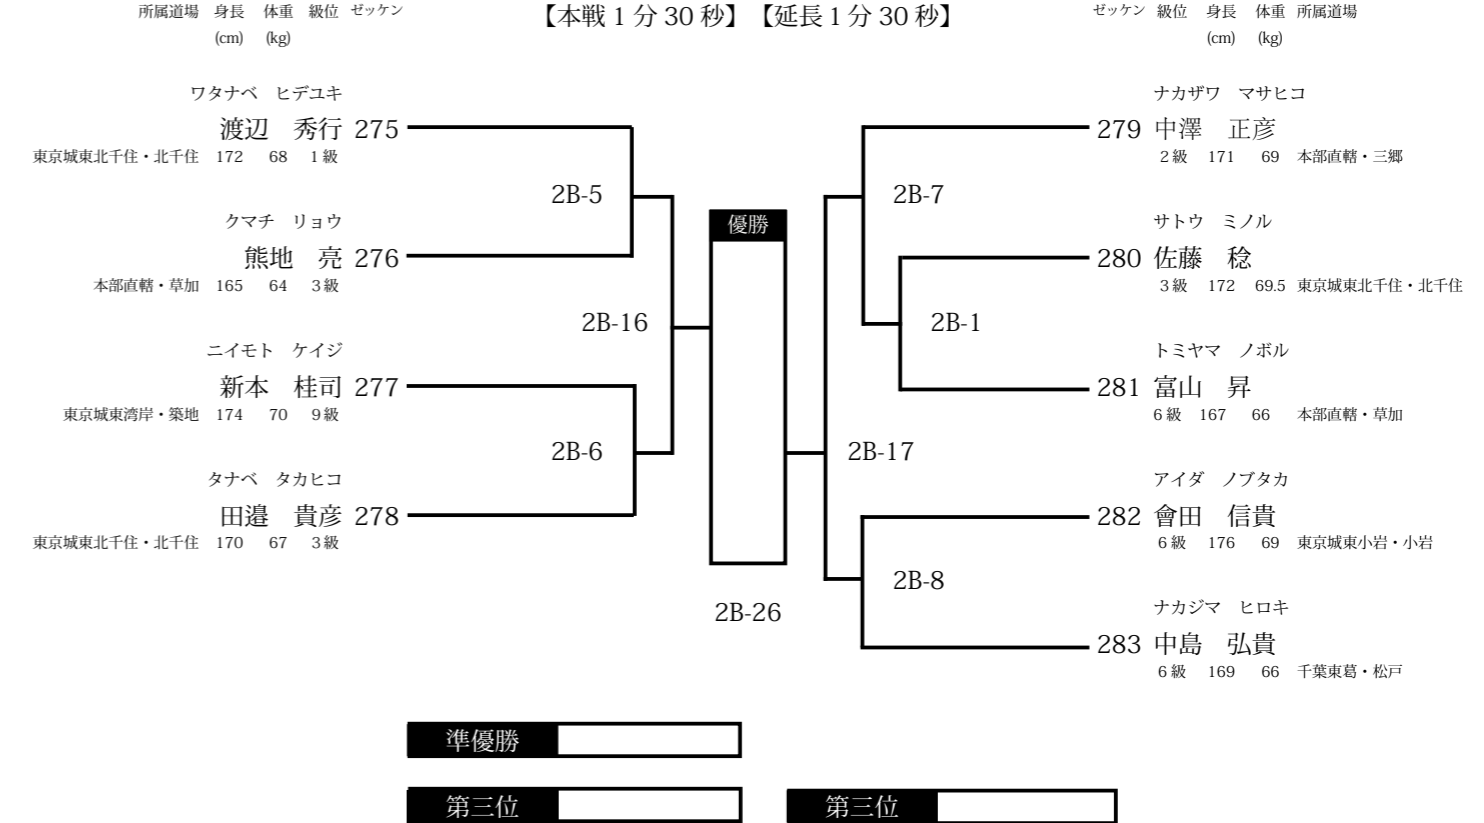 所属道場 身長 体重 級位 ゼッケン 【本戦1分30秒】【延長1分30秒】 ゼッケン 級位 身長 体重 所属道場
(cm) (kg) (cm) (kg)
ワタナベ ヒデユキ
渡辺 秀行 275
東京城東北千住・北千住 172 68 1級
2B-5
クマチ リョウ
熊地 亮 276
本部直轄・草加 165 64 3級
2B-16
ニイモト ケイジ
新本 桂司 277
東京城東湾岸・築地 174 70 9級
2B-6
タナベ タカヒコ
田邉 貴彦 278
東京城東北千住・北千住 170 67 3級
優勝
2B-26
ナカザワ マサヒコ
279 中澤 正彦
2級 171 69 本部直轄・三郷
2B-7
サトウ ミノル
280 佐藤 稔
3級 172 69.5 東京城東北千住・北千住
2B-1
トミヤマ ノボル
281 富山 昇
6級 167 66 本部直轄・草加
2B-17
アイダ ノブタカ
282 會田 信貴
6級 176 69 東京城東小岩・小岩
2B-8
ナカジマ ヒロキ
283 中島 弘貴
6級 169 66 千葉東葛・松戸
準優勝
第三位 第三位